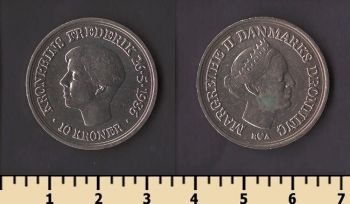 KRONPRINS FREDERIK 26·5·1986
· 10 KRONER ·
MARGRETHE II DANMARKS DRONNING
1 2 3 4 5 6 7